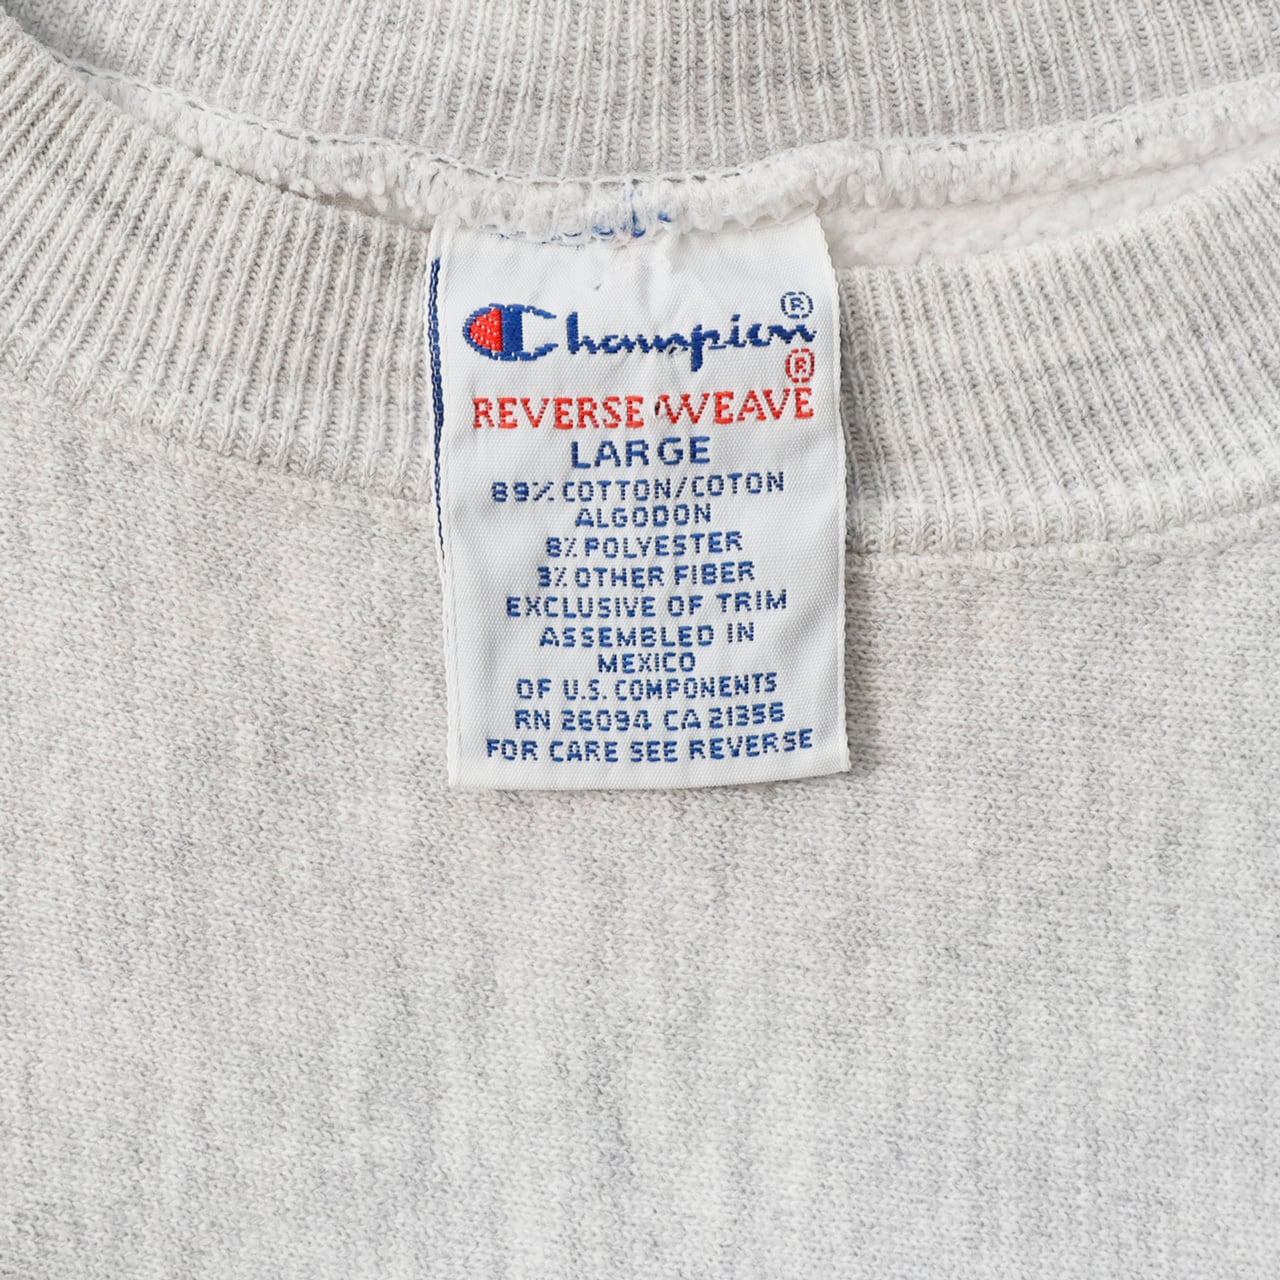 Champion®
REVERSE WEAVE®
LARGE
89% COTTON/COTON
ALGODON
8% POLYESTER
3% OTHER FIBER
EXCLUSIVE OF TRIM
ASSEMBLED IN
MEXICO
OF U.S. COMPONENTS
RN 26094 CA 21356
FOR CARE SEE REVERSE